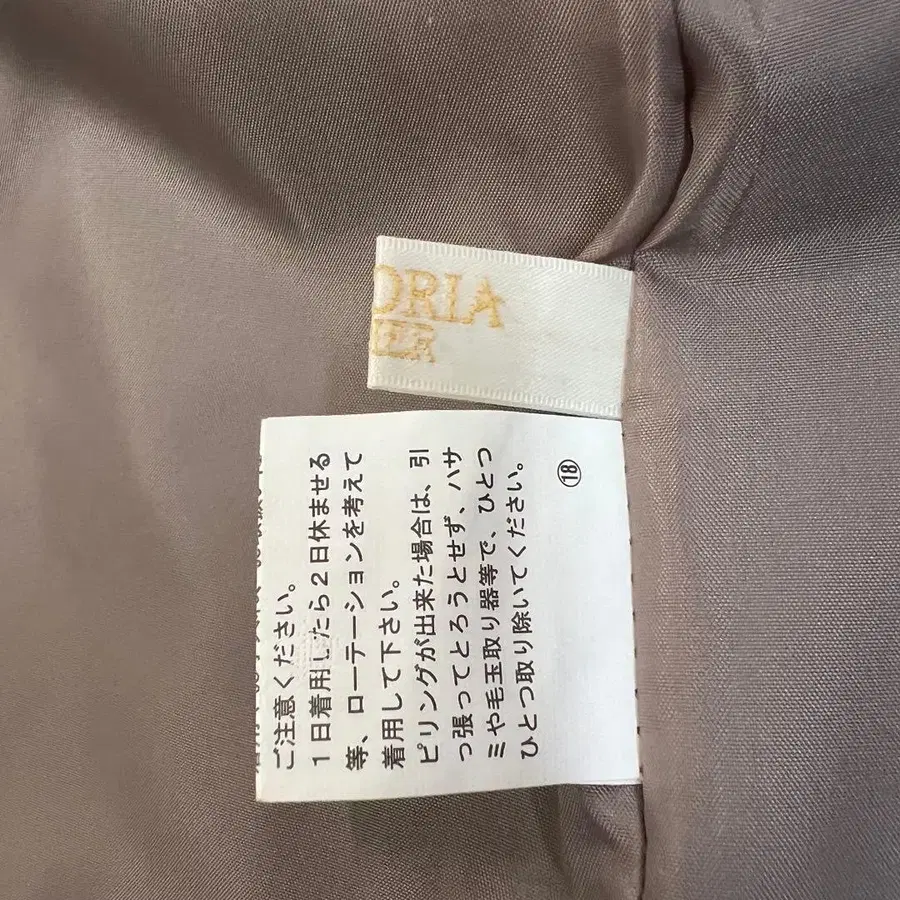 ORIA
ご注意ください。
1日着用したら2日休ませる
等、ローテーションを考えて
着用して下さい。
ピリングが出来た場合は、引
っ張ってとろうとせず、ハサ
ミや毛玉取り器等で、ひとつ
ひとつ取り除いてください。
⑱